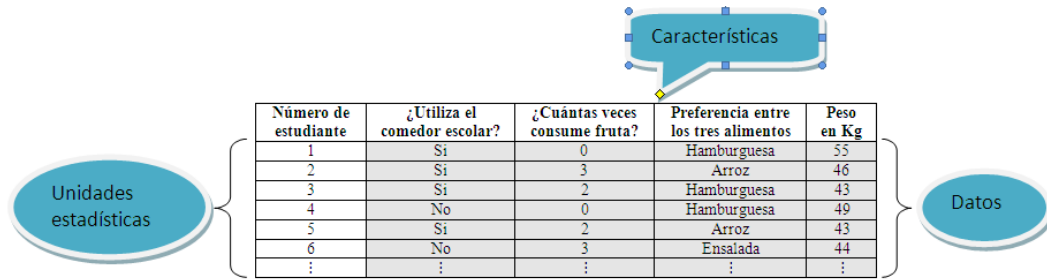 Características
Número de estudiante ¿Utiliza el comedor escolar? ¿Cuántas veces consume fruta? Preferencia entre los tres alimentos Peso en Kg
1 Si 0 Hamburguesa 55
2 Si 3 Arroz 46
3 Si 2 Hamburguesa 43
4 No 0 Hamburguesa 49
5 Si 2 Arroz 43
6 No 3 Ensalada 44
⋮ ⋮ ⋮ ⋮ ⋮
Unidades
estadísticas
Datos